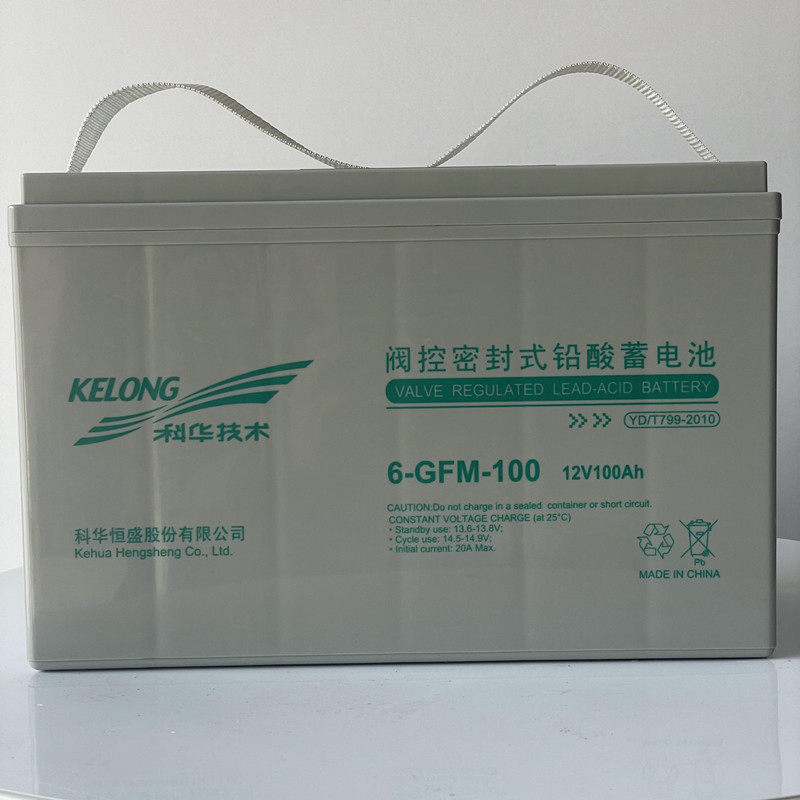 KELONG
科华技术
科华恒盛股份有限公司
Kehua Hengsheng Co., Ltd.
阀控密封式铅酸蓄电池
VALVE REGULATED LEAD-ACID BATTERY
YD/T799-2010
6-GFM-100 12V100Ah
CAUTION:Do not charge in a sealed container or short circuit.
CONSTANT VOLTAGE CHARGE (at 25°C)
• Standby use: 13.6-13.8V;
• Cycle use: 14.5-14.9V;
• Initial current: 20A Max.
Pb
MADE IN CHINA